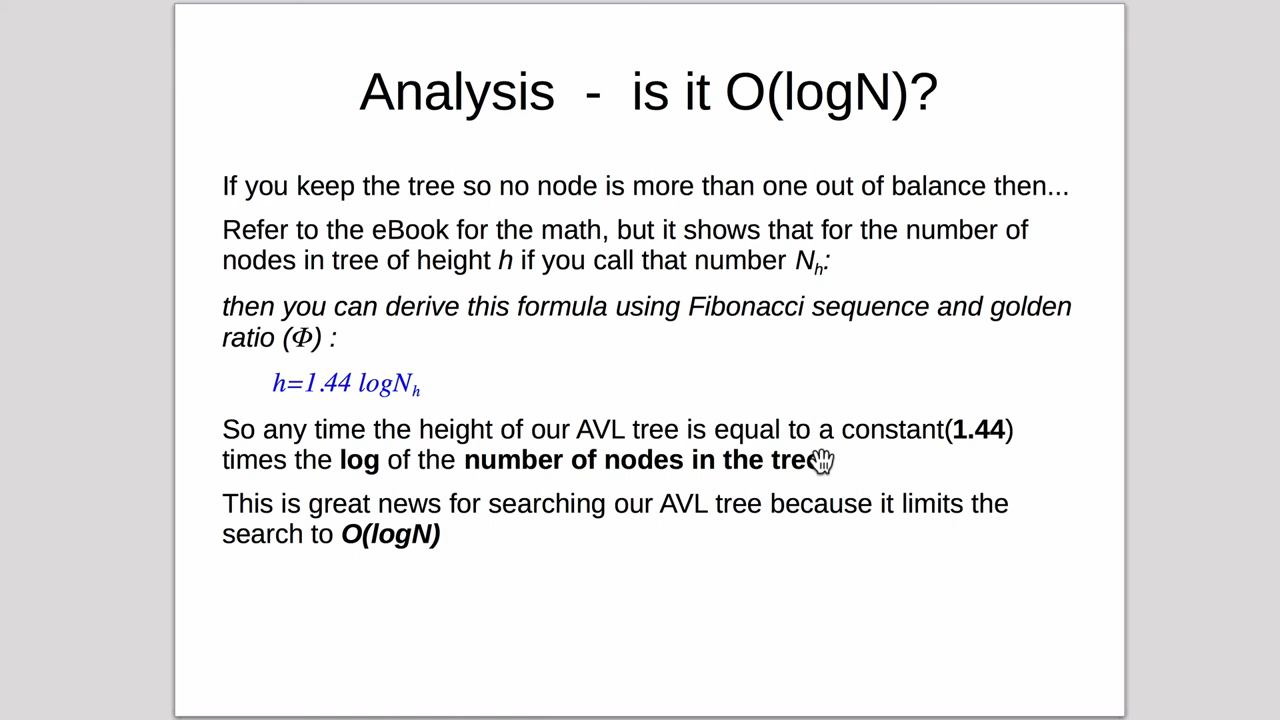 Analysis - is it O(logN)?
If you keep the tree so no node is more than one out of balance then...
Refer to the eBook for the math, but it shows that for the number of
nodes in tree of height h if you call that number Nh:
then you can derive this formula using Fibonacci sequence and golden
ratio (Φ) :
h=1.44 logNh
So any time the height of our AVL tree is equal to a constant(1.44)
times the log of the number of nodes in the tree
This is great news for searching our AVL tree because it limits the
search to O(logN)